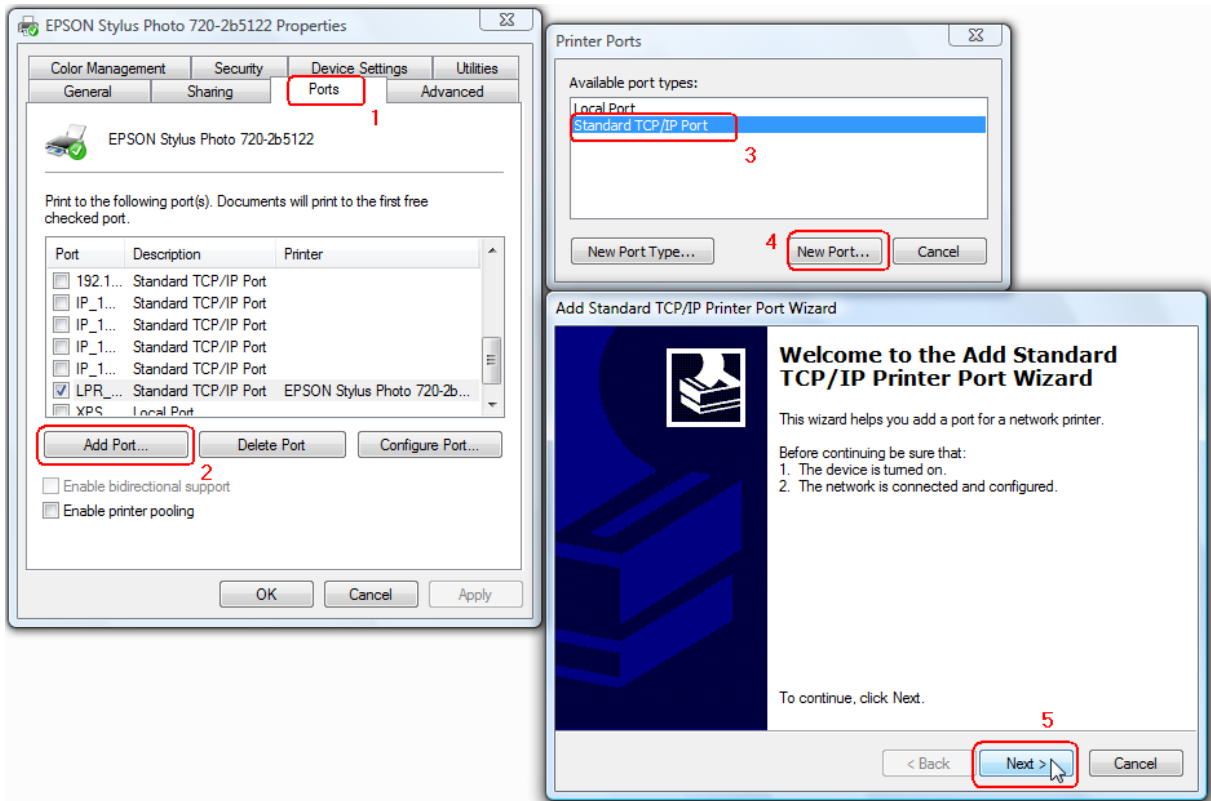 EPSON Stylus Photo 720-2b5122 Properties
Color Management Security Device Settings Utilities
General Sharing Ports Advanced
1
EPSON Stylus Photo 720-2b5122
Print to the following port(s). Documents will print to the first free
checked port.
Port Description Printer
192.1... Standard TCP/IP Port
IP_1... Standard TCP/IP Port
IP_1... Standard TCP/IP Port
IP_1... Standard TCP/IP Port
IP_1... Standard TCP/IP Port
LPR_... Standard TCP/IP Port EPSON Stylus Photo 720-2b...
XPS Local Port
Add Port... Delete Port Configure Port...
2
Enable bidirectional support
Enable printer pooling
OK Cancel Apply
Printer Ports
Available port types:
Local Port
Standard TCP/IP Port
3
4
New Port Type... New Port... Cancel
Add Standard TCP/IP Printer Port Wizard
Welcome to the Add Standard
TCP/IP Printer Port Wizard
This wizard helps you add a port for a network printer.
Before continuing be sure that:
1. The device is turned on.
2. The network is connected and configured.
To continue, click Next.
5
< Back Next > Cancel